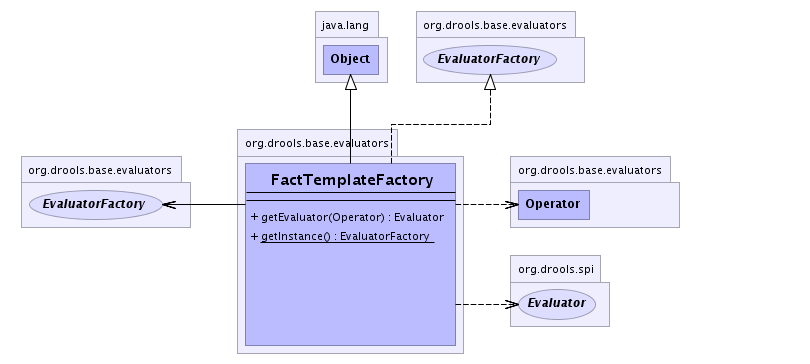 java.lang
Object
org.drools.base.evaluators
EvaluatorFactory
org.drools.base.evaluators
FactTemplateFactory
+ getEvaluator(Operator) : Evaluator
+ getInstance() : EvaluatorFactory
org.drools.base.evaluators
EvaluatorFactory
org.drools.base.evaluators
Operator
org.drools.spi
Evaluator